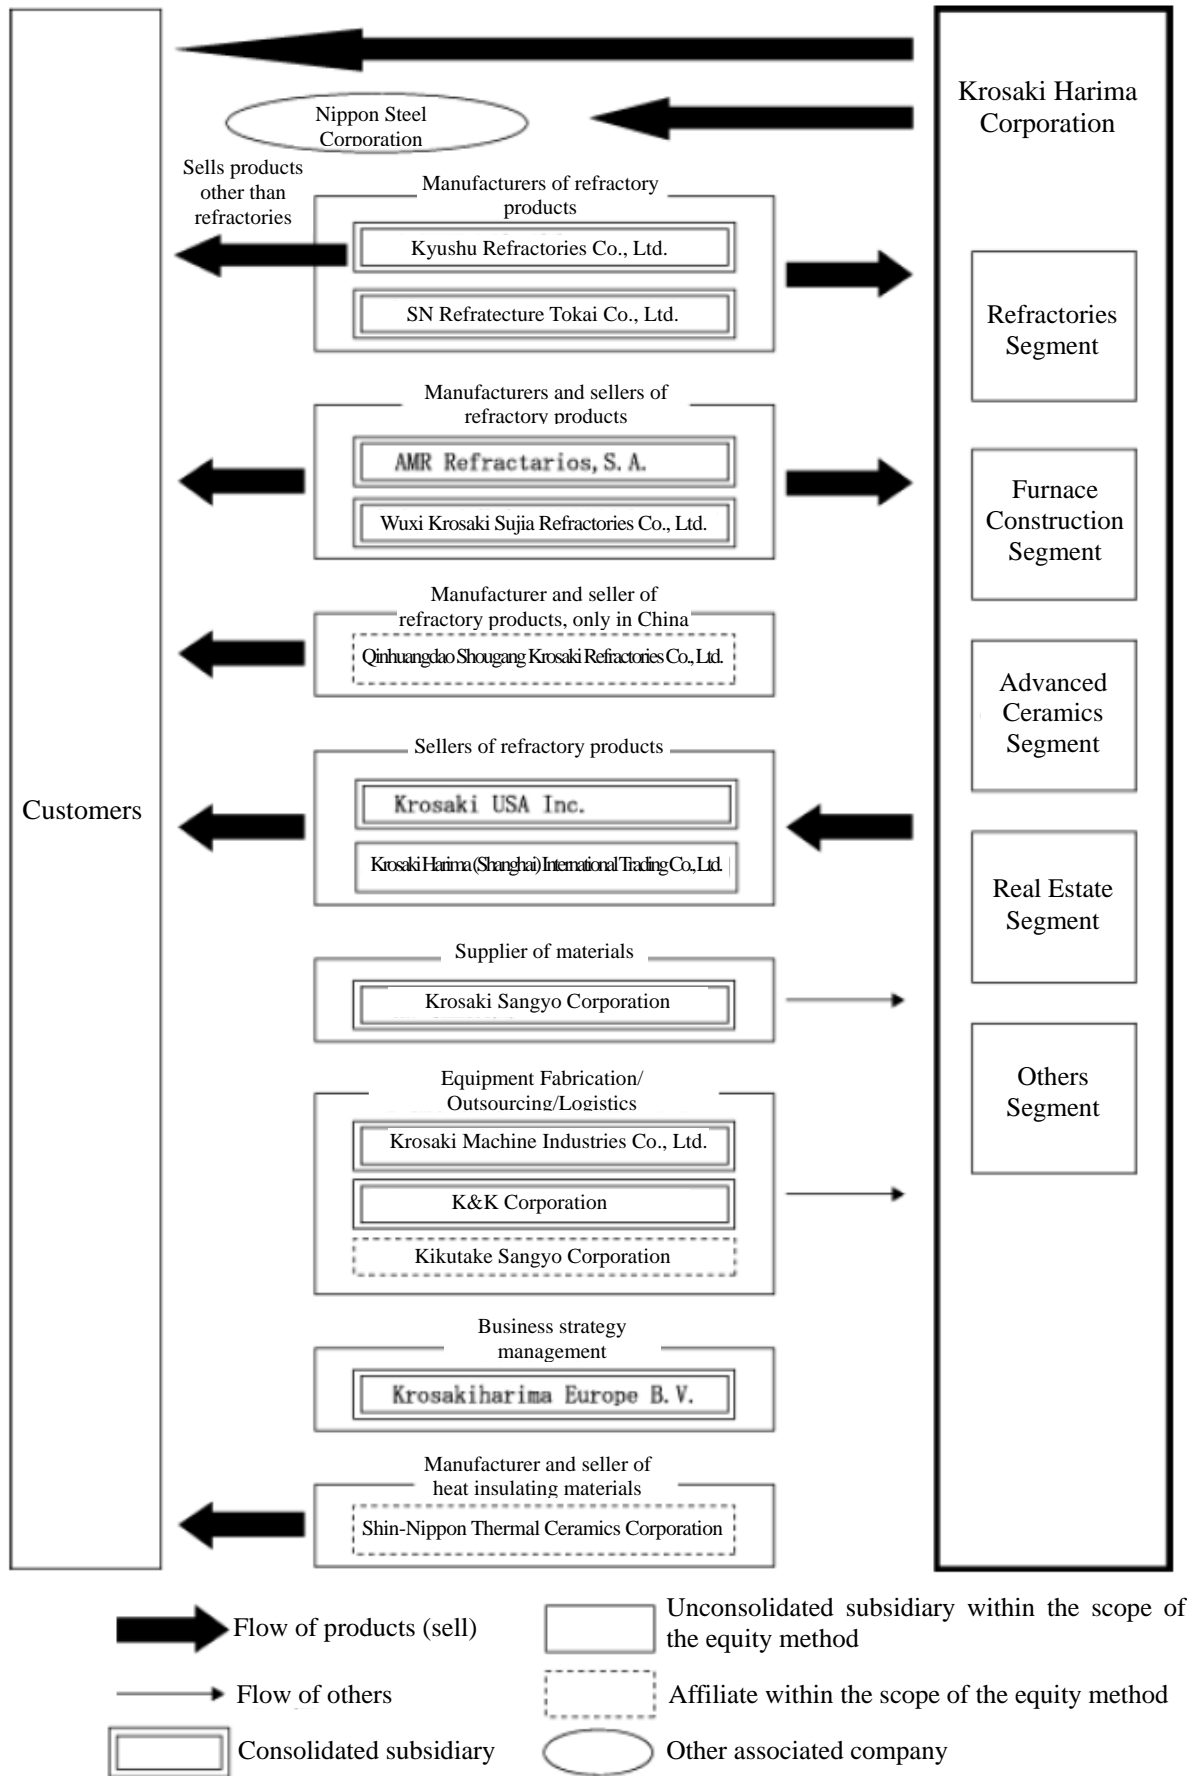 Krosaki Harima
Corporation
Nippon Steel
Corporation
Sells products
other than
refractories
Manufacturers of refractory
products
Kyushu Refractories Co., Ltd.
SN Refratecture Tokai Co., Ltd.
Manufacturers and sellers of
refractory products
AMR Refractarios, S.A.
Wuxi Krosaki Sujia Refractories Co., Ltd.
Manufacturer and seller of
refractory products, only in China
Qinhuangdao Shougang Krosaki Refractories Co., Ltd.
Sellers of refractory products
Krosaki USA Inc.
Krosaki Harima (Shanghai) International Trading Co., Ltd.
Supplier of materials
Krosaki Sangyo Corporation
Equipment Fabrication/
Outsourcing/Logistics
Krosaki Machine Industries Co., Ltd.
K&K Corporation
Kikutake Sangyo Corporation
Business strategy
management
Krosakiharima Europe B.V.
Manufacturer and seller of
heat insulating materials
Shin-Nippon Thermal Ceramics Corporation
Customers
Refractories
Segment
Furnace
Construction
Segment
Advanced
Ceramics
Segment
Real Estate
Segment
Others
Segment
Flow of products (sell)
Unconsolidated subsidiary within the scope of
the equity method
Flow of others
Affiliate within the scope of the equity method
Consolidated subsidiary
Other associated company